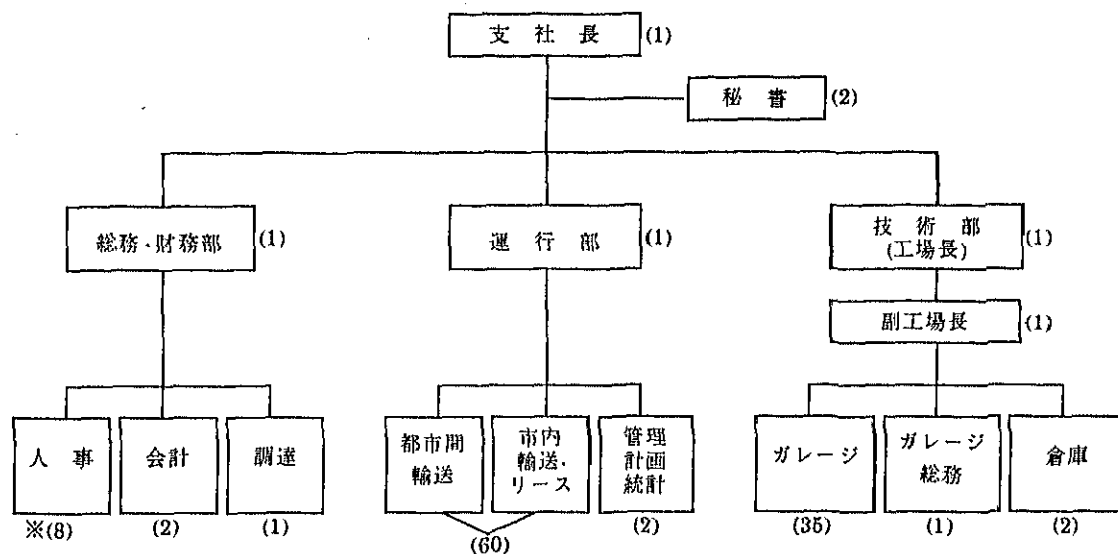 支社長 (1)
秘書 (2)
総務・財務部 (1)
運行部 (1)
技術部
(工場長) (1)
副工場長 (1)
人事
※(8)
会計
(2)
調達
(1)
都市間
輸送
市内
輸送・
リース
(60)
管理
計画
統計
(2)
ガレージ
(35)
ガレージ
総務
(1)
倉庫
(2)